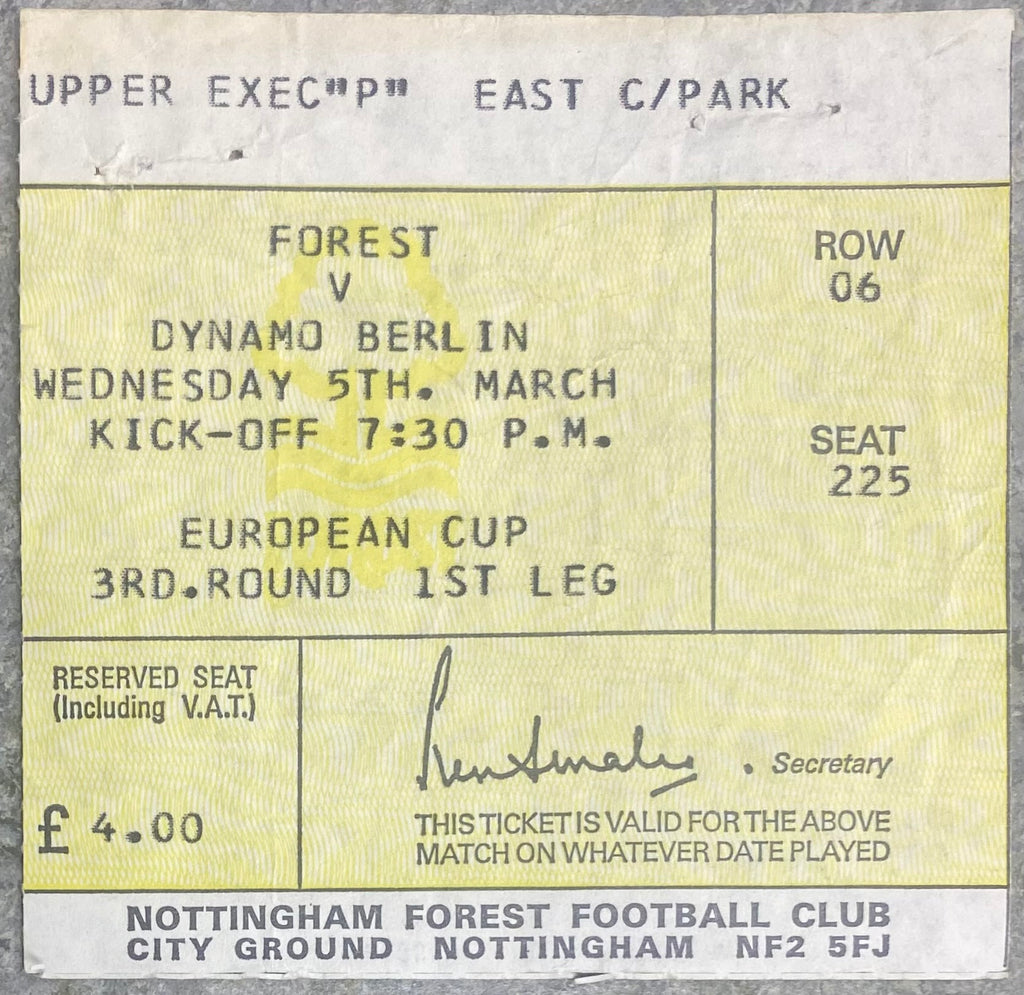 UPPER EXEC"P" EAST C/PARK
FOREST
V
DYNAMO BERLIN
WEDNESDAY 5TH. MARCH
KICK-OFF 7:30 P.M.
EUROPEAN CUP
3RD.ROUND 1ST LEG
ROW
06
SEAT
225
RESERVED SEAT
(Including V.A.T.)
£ 4.00
. Secretary
THIS TICKET IS VALID FOR THE ABOVE
MATCH ON WHATEVER DATE PLAYED
NOTTINGHAM FOREST FOOTBALL CLUB
CITY GROUND NOTTINGHAM NF2 5FJ